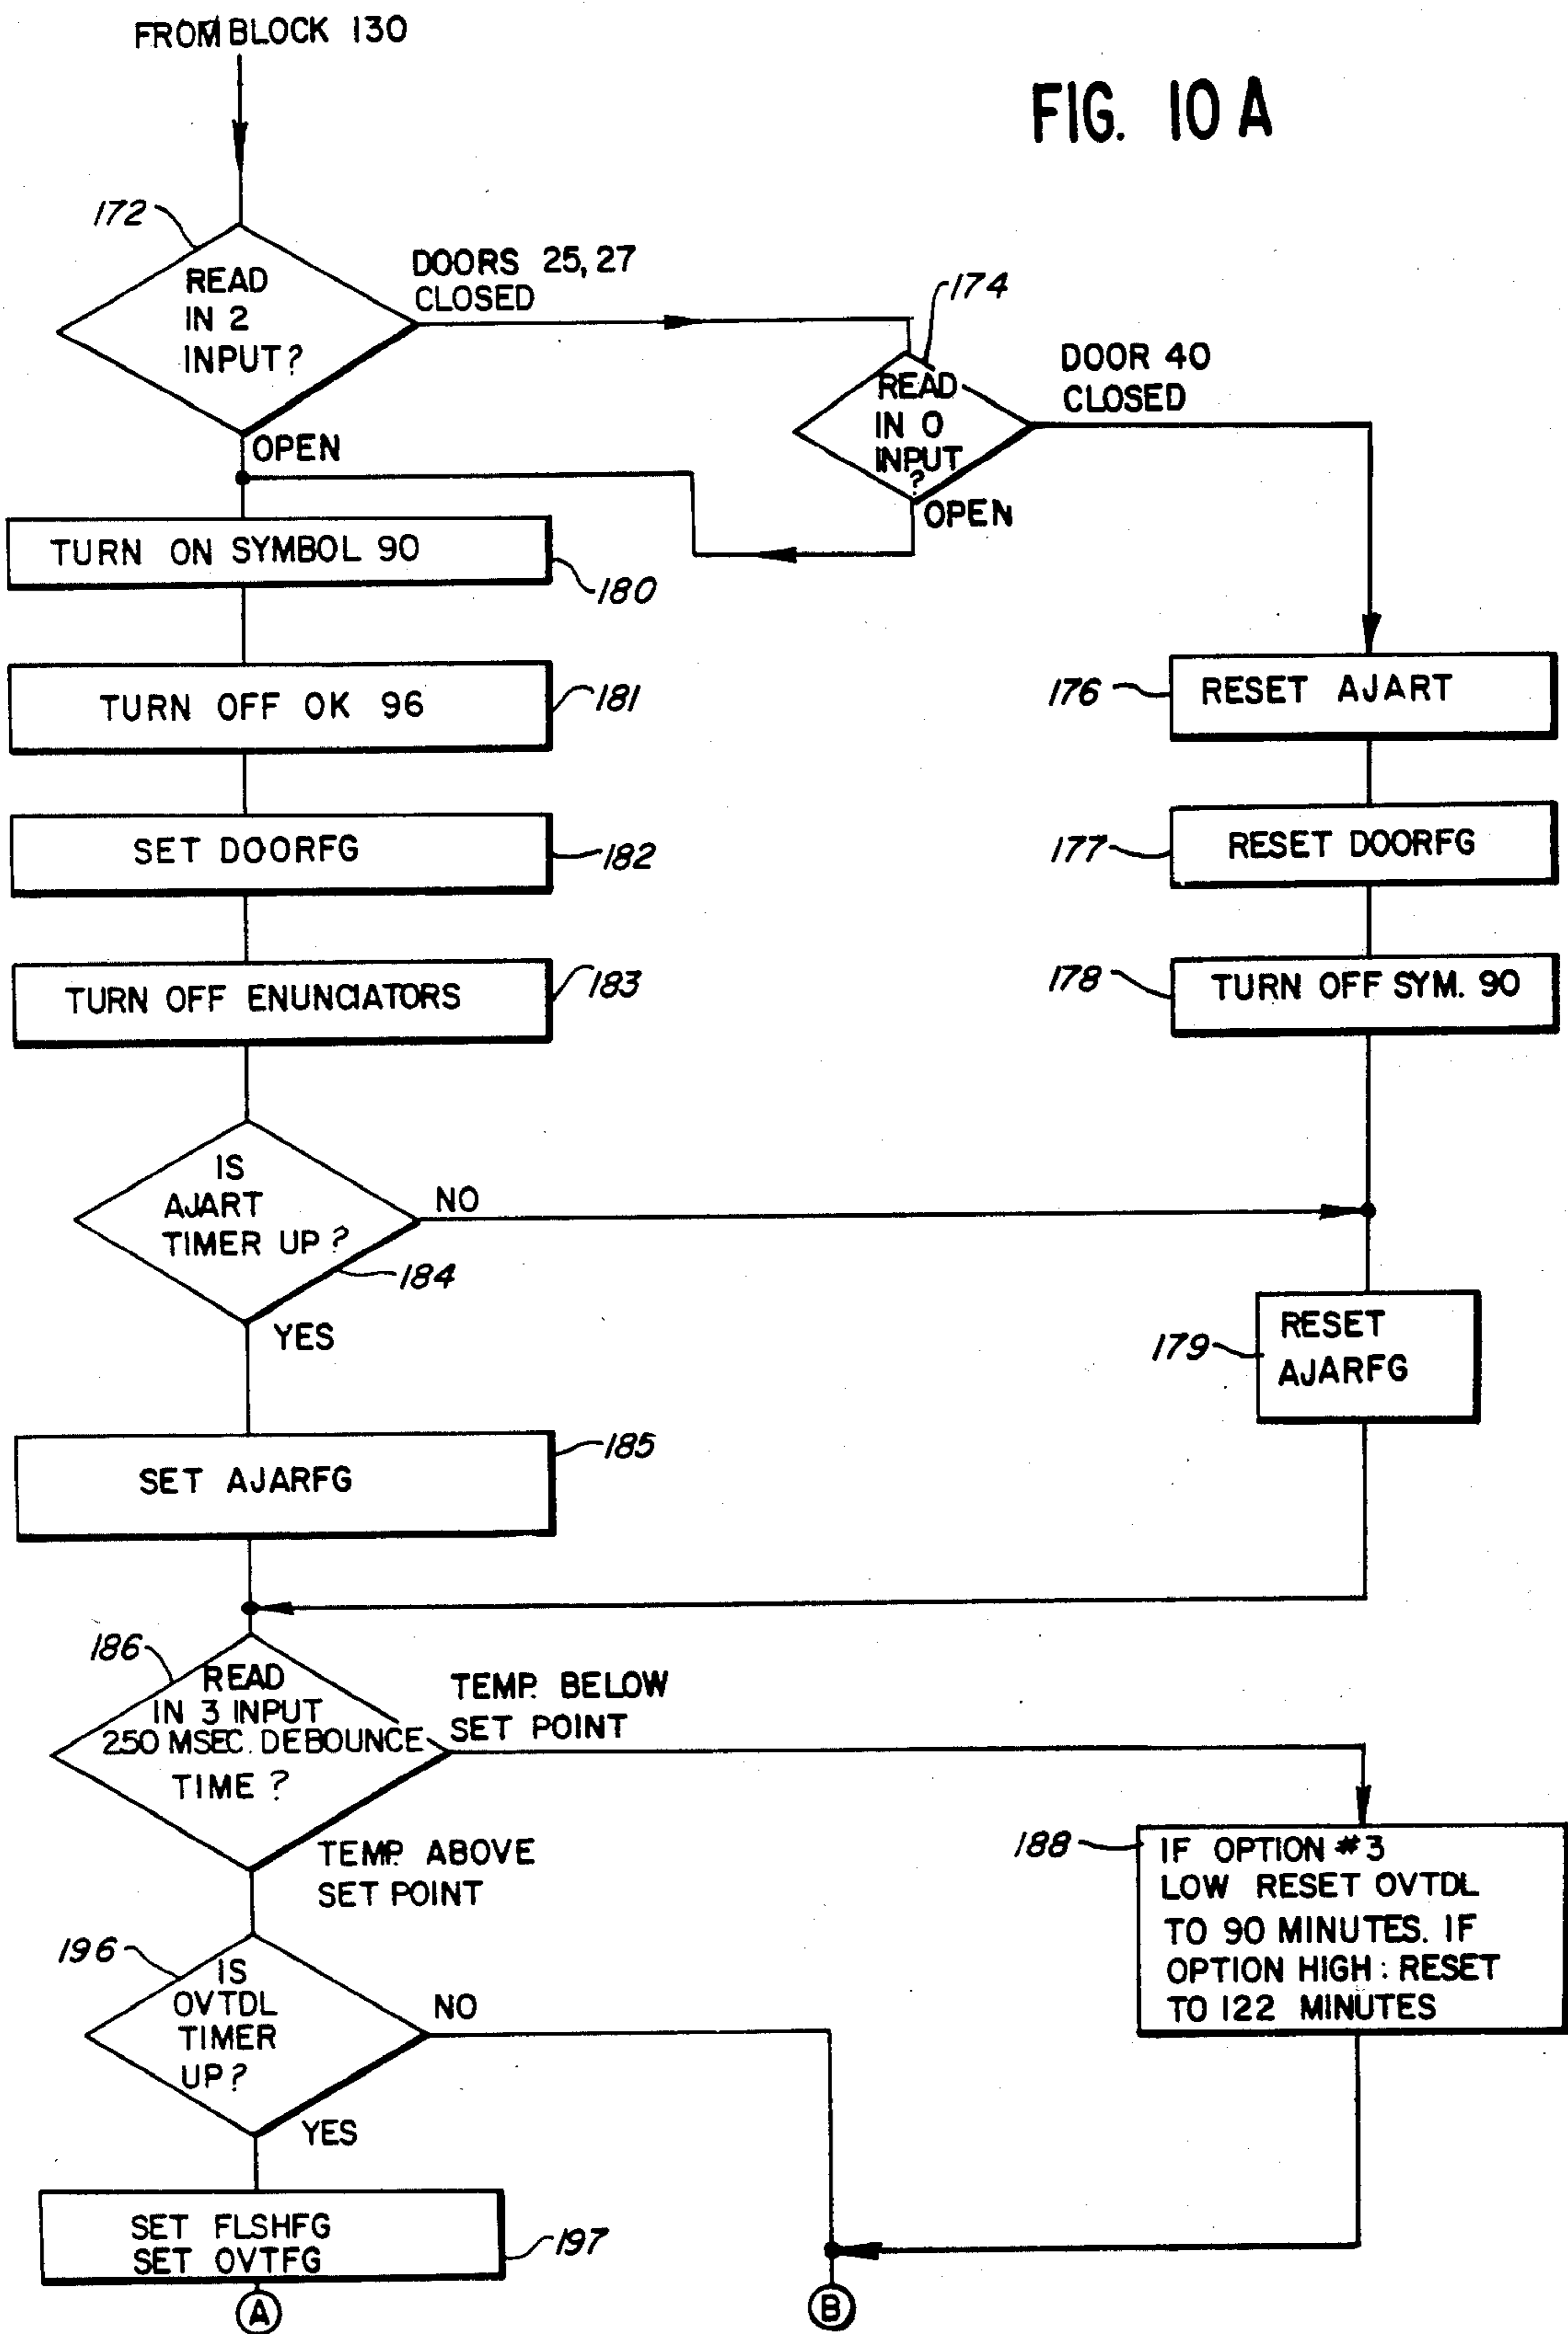 FROM BLOCK 130
FIG. 10 A
172
READ
IN 2
INPUT?
DOORS 25, 27
CLOSED
OPEN
174
READ
IN 0
INPUT
?
DOOR 40
CLOSED
OPEN
TURN ON SYMBOL 90
180
TURN OFF OK 96
181
176
RESET AJART
SET DOORFG
182
177
RESET DOORFG
TURN OFF ENUNCIATORS
183
178
TURN OFF SYM. 90
IS
AJART
TIMER UP?
NO
184
YES
179
RESET
AJARFG
SET AJARFG
185
186
READ
IN 3 INPUT
250 MSEC. DEBOUNCE
TIME?
TEMP. BELOW
SET POINT
TEMP. ABOVE
SET POINT
188
IF OPTION #3
LOW RESET OVTDL
TO 90 MINUTES. IF
OPTION HIGH: RESET
TO 122 MINUTES
196
IS
OVTDL
TIMER
UP?
NO
YES
SET FLSHFG
SET OVTFG
197
A
B